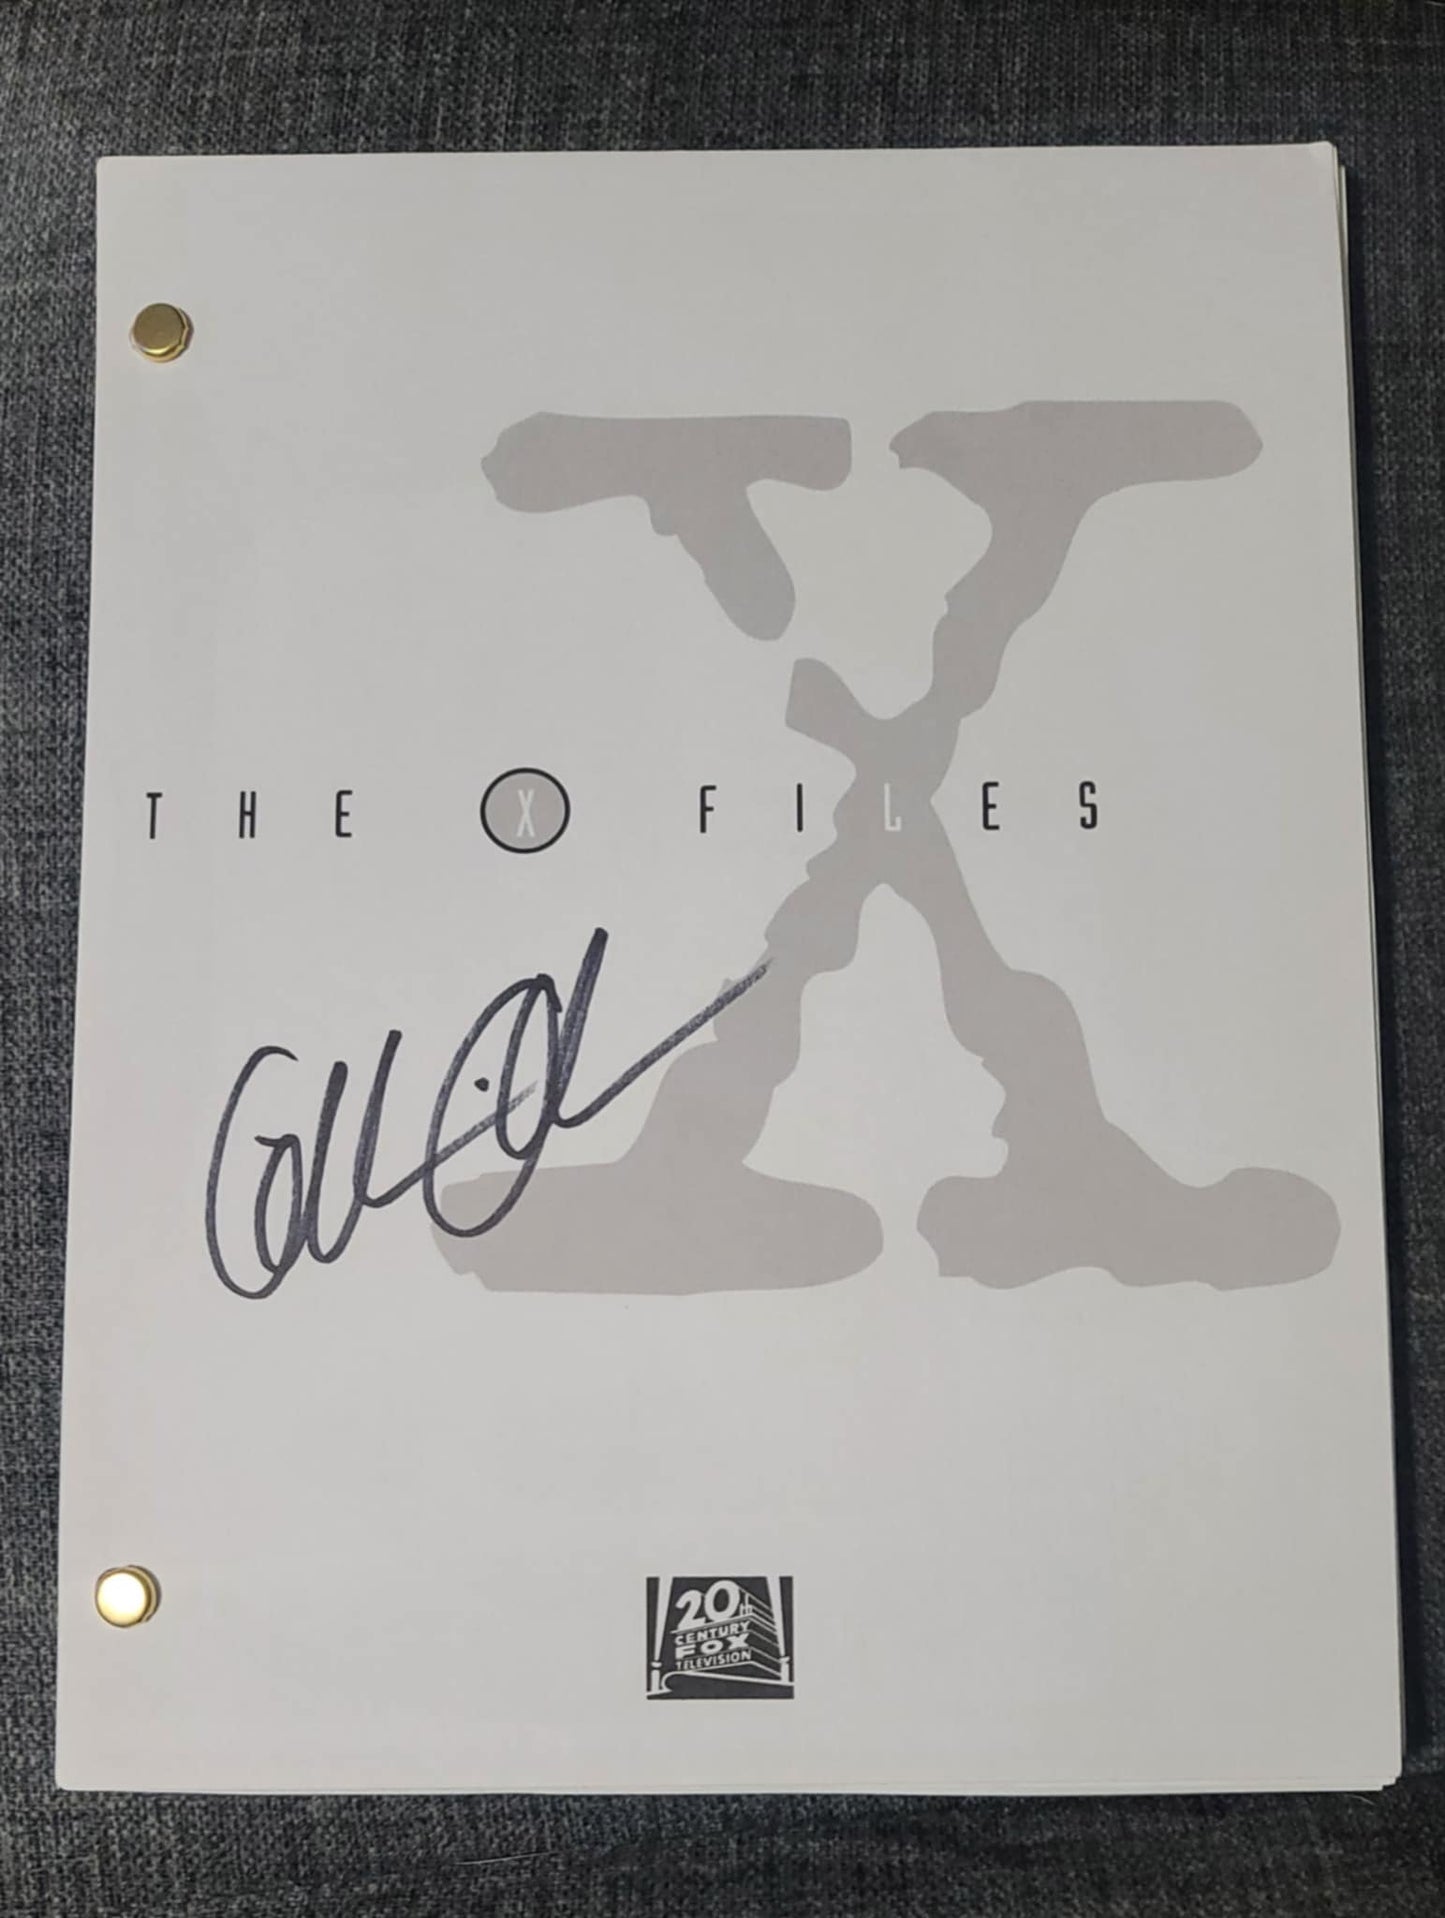 THE X FILES
20th
CENTURY
FOX
TELEVISION